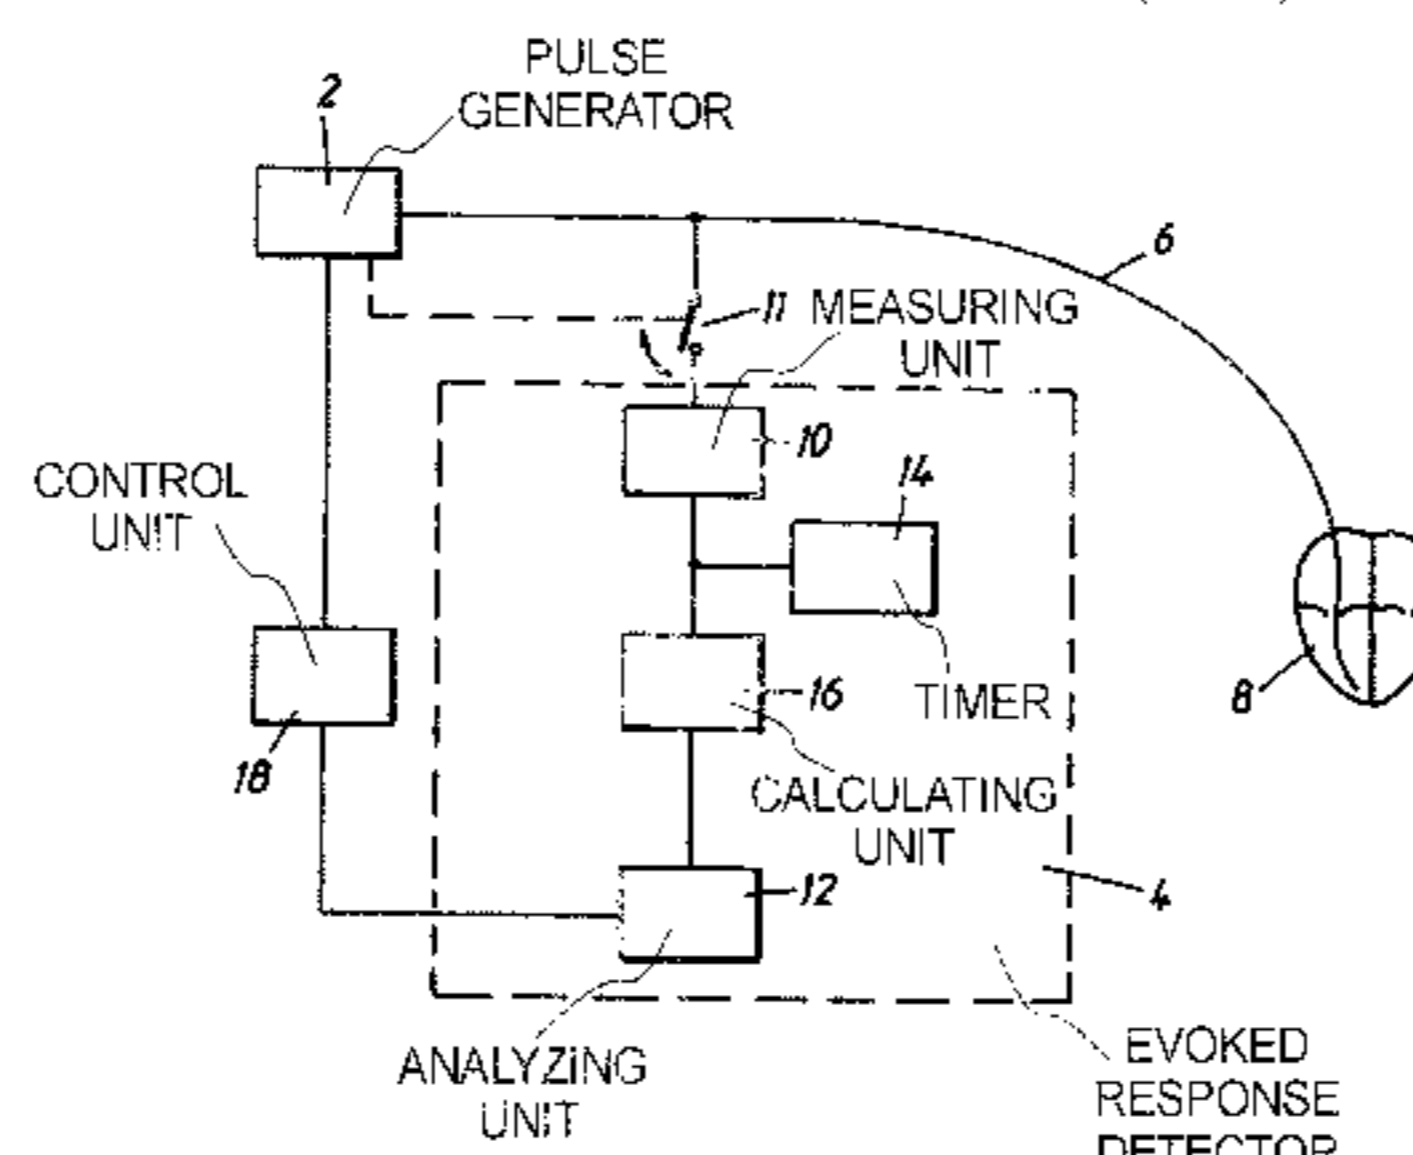 PULSE
GENERATOR
2
6
11
MEASURING
UNIT
10
14
CONTROL
UNIT
TIMER
16
8
18
CALCULATING
UNIT
12
4
ANALYZING
UNIT
EVOKED
RESPONSE
DETECTOR